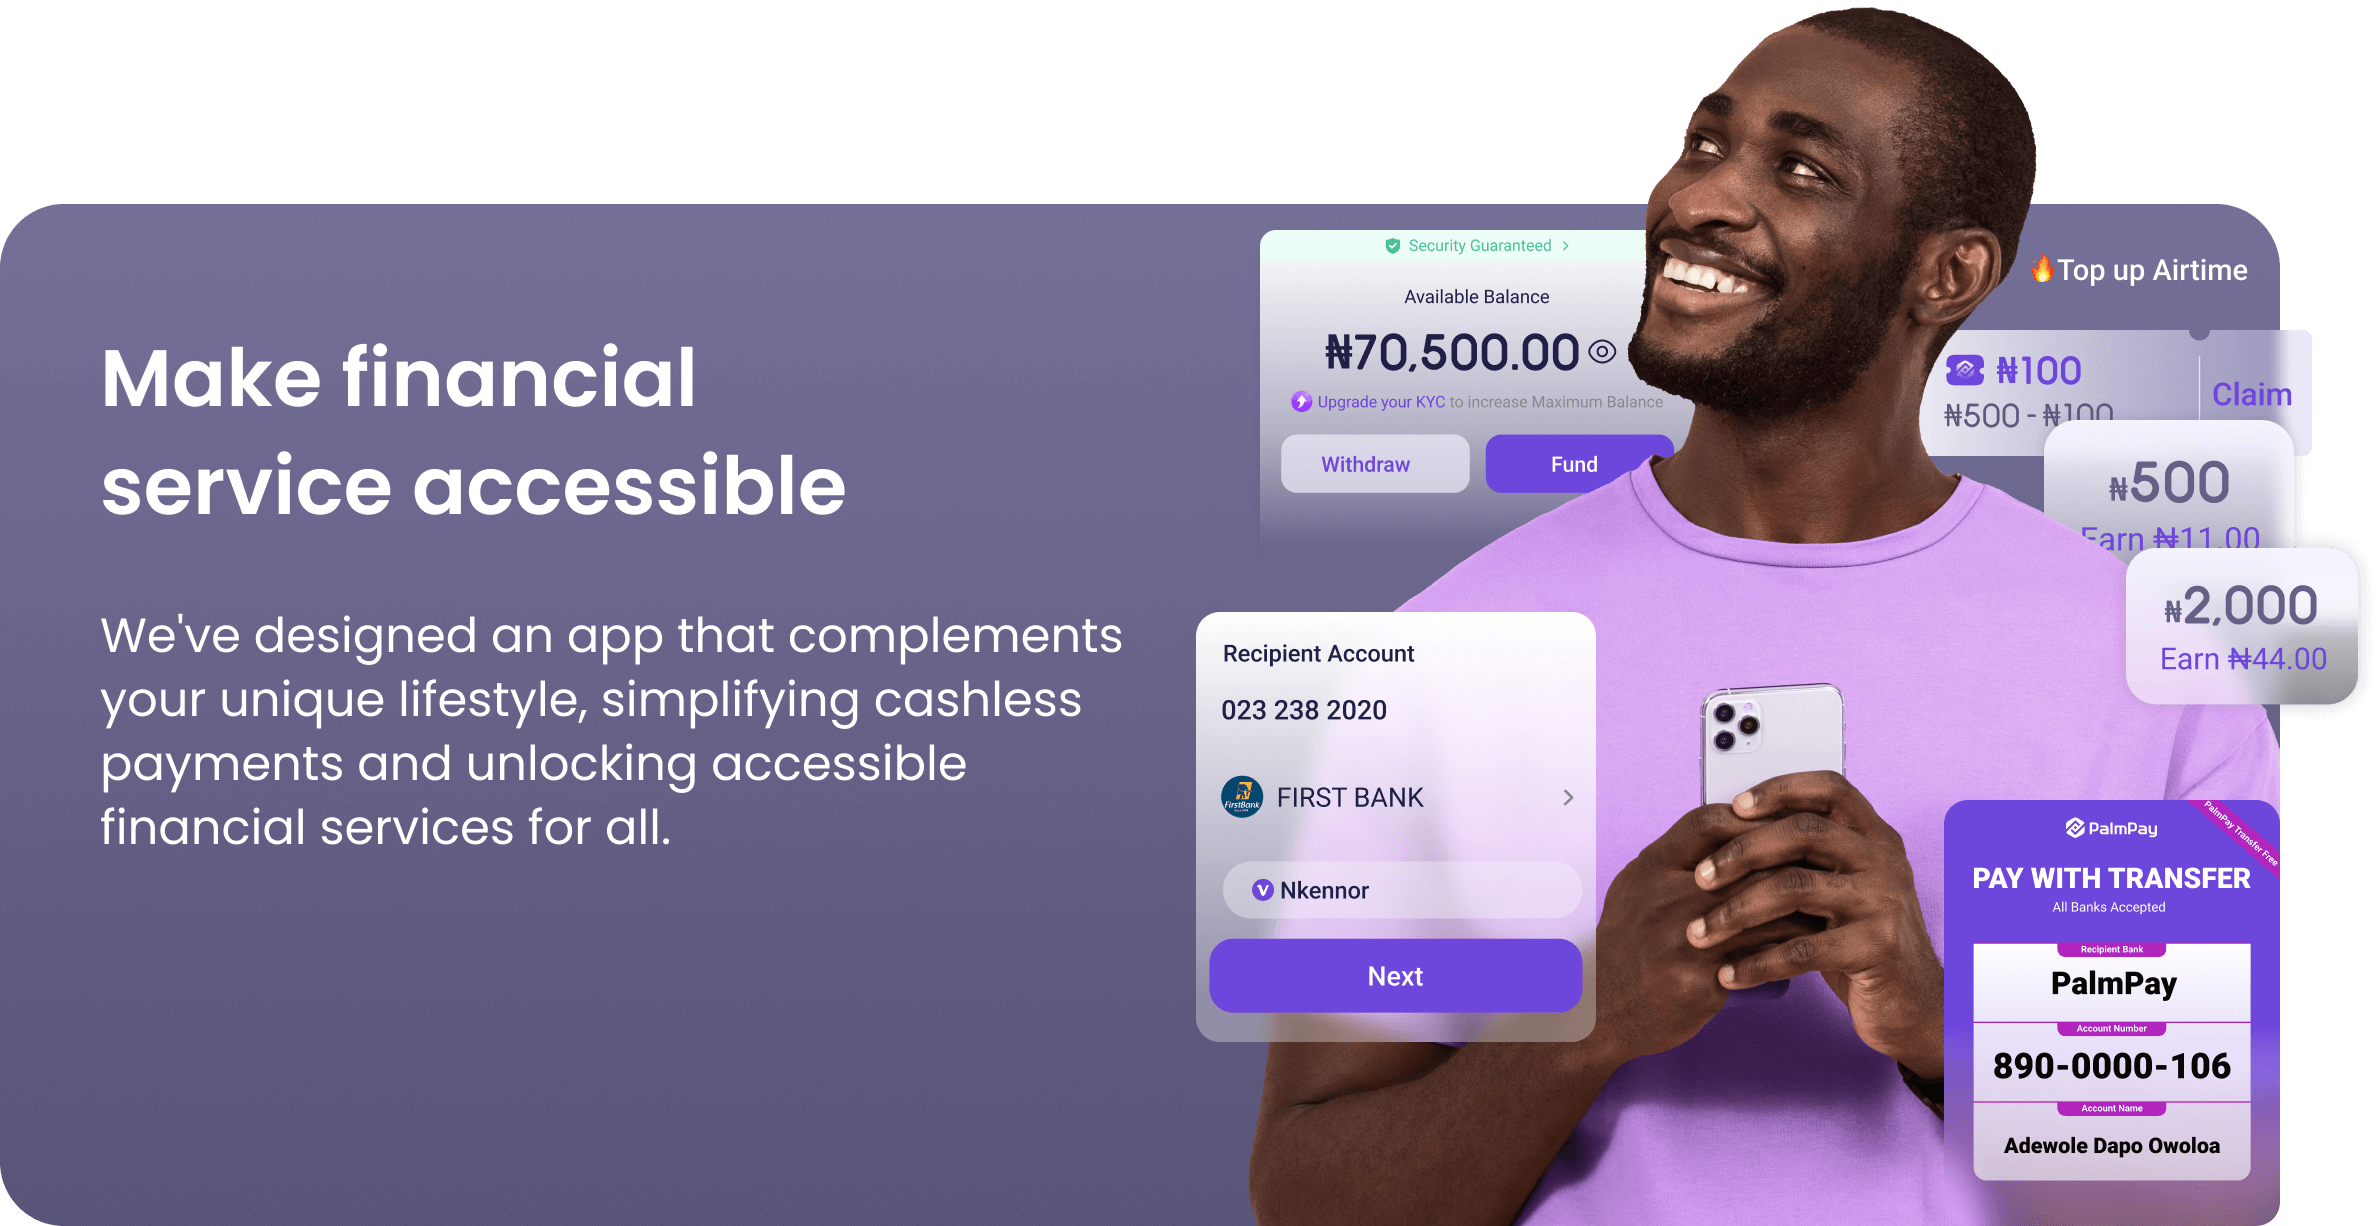 Make financial
service accessible
We've designed an app that complements
your unique lifestyle, simplifying cashless
payments and unlocking accessible
financial services for all.
Security Guaranteed
Available Balance
₦70,500.00
Upgrade your KYC to increase Maximum Balance
Withdraw
Fund
🔥Top up Airtime
₦100
₦500 - ₦100
Claim
₦500
Earn ₦11.00
₦2,000
Earn ₦44.00
Recipient Account
023 238 2020
FirstBank
FIRST BANK
Nkennor
Next
PalmPay
PalmPay Transfer Free
PAY WITH TRANSFER
All Banks Accepted
Recipient Bank
PalmPay
Account Number
890-0000-106
Account Name
Adewole Dapo Owoloa